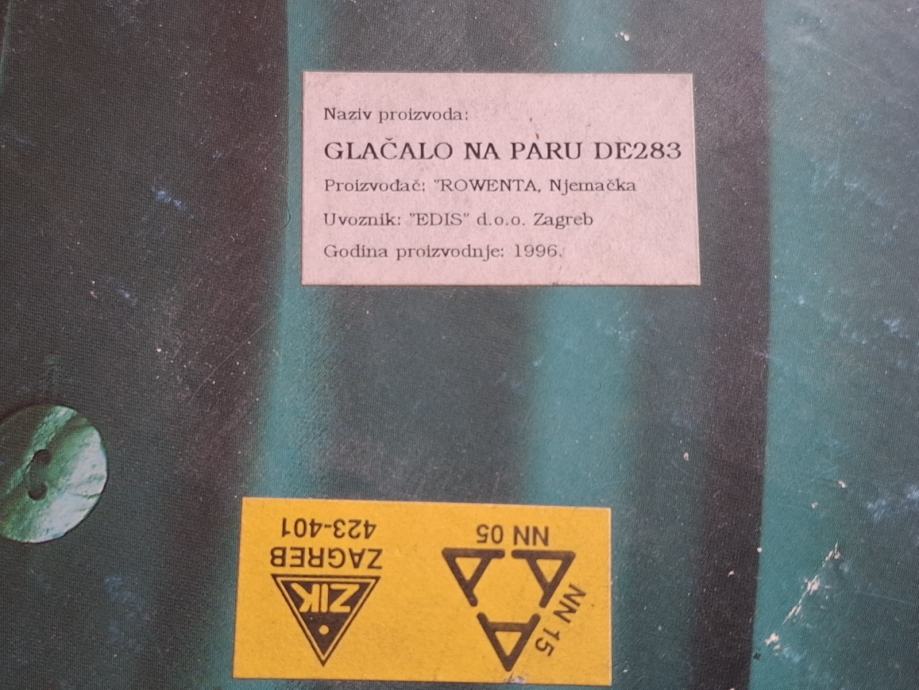 Naziv proizvoda:
GLAČALO NA PARU DE283
Proizvođač: "ROWENTA, Njemačka
Uvoznik: "EDIS" d.o.o. Zagreb
Godina proizvodnje: 1996.
NN 05
NN 15
ŻIK
ZAGREB
423-401